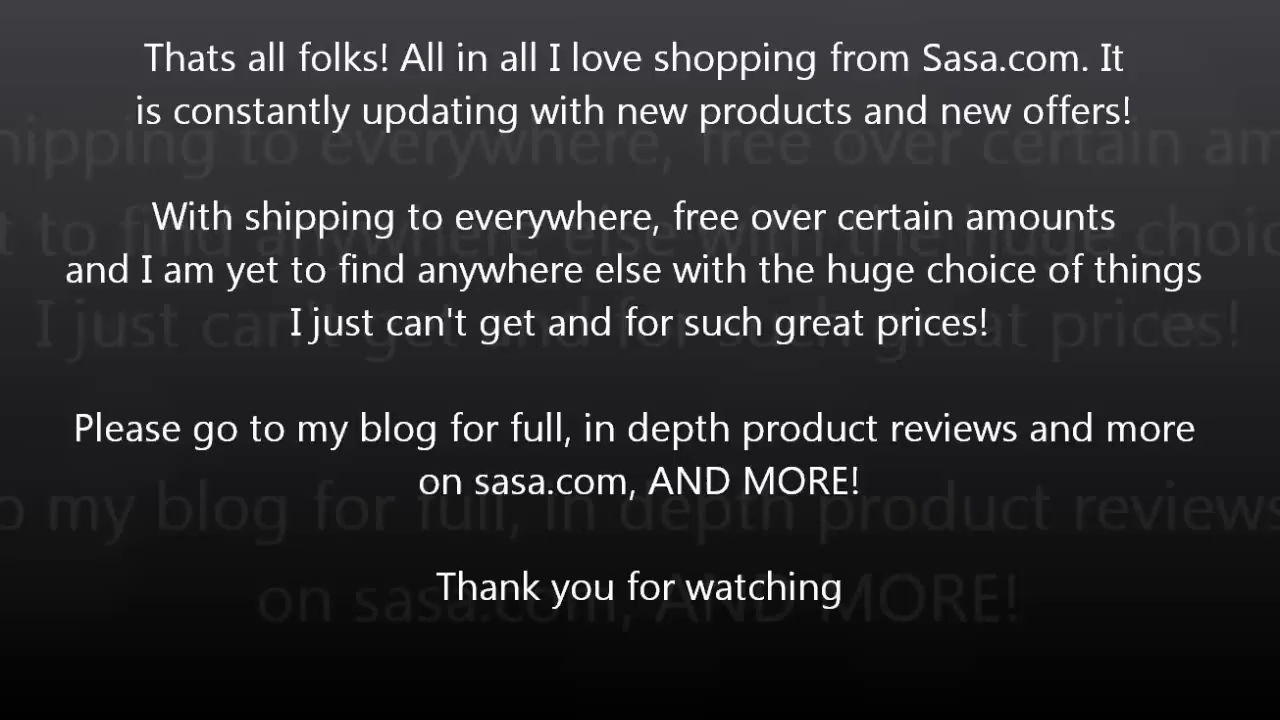 Thats all folks! All in all I love shopping from Sasa.com. It
is constantly updating with new products and new offers!
With shipping to everywhere, free over certain amounts
and I am yet to find anywhere else with the huge choice of things
I just can't get and for such great prices!
Please go to my blog for full, in depth product reviews and more
on sasa.com, AND MORE!
Thank you for watching